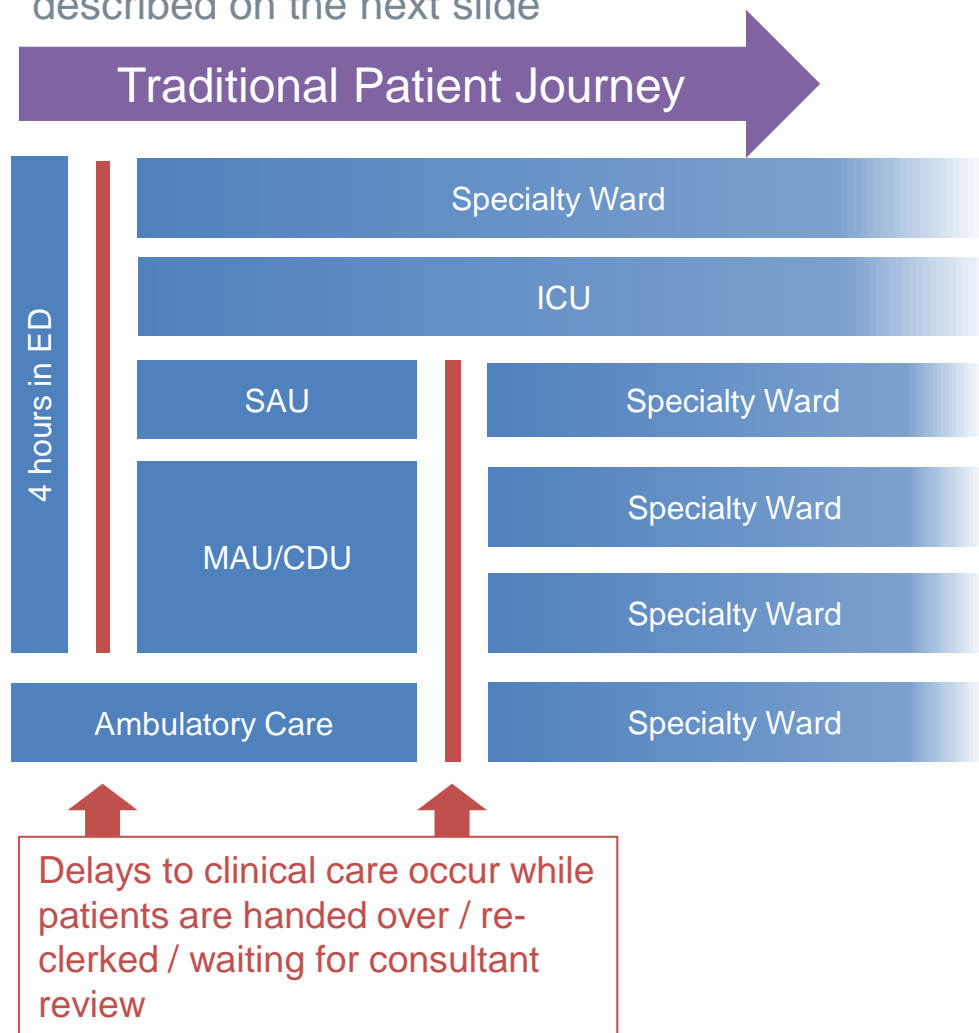 described on the next slide
Traditional Patient Journey
Specialty Ward
ICU
4 hours in ED
SAU
Specialty Ward
MAU/CDU
Specialty Ward
Specialty Ward
Ambulatory Care
Specialty Ward
Delays to clinical care occur while
patients are handed over / re-
clerked / waiting for consultant
review